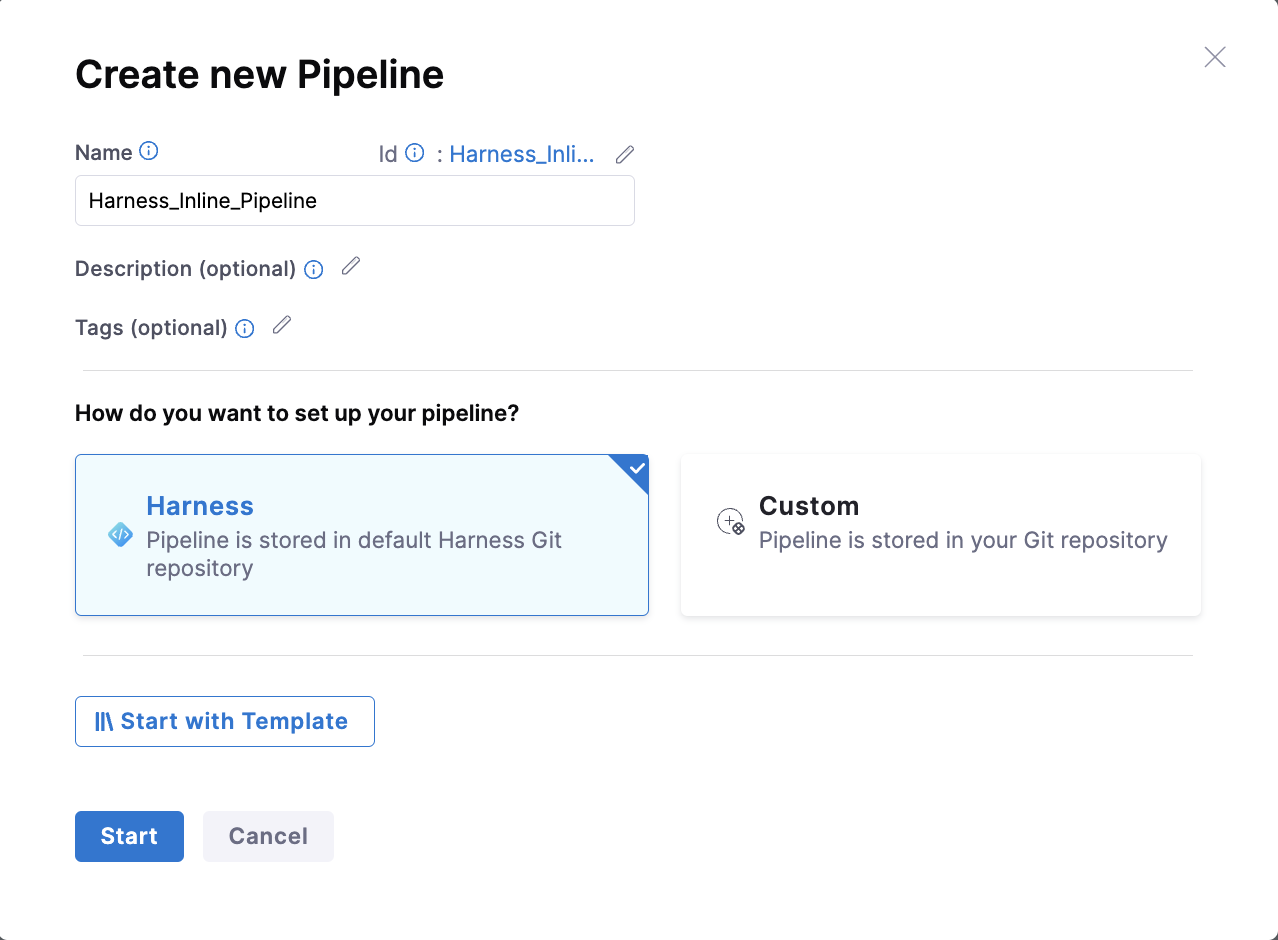 Create new Pipeline
Name
Id : Harness_Inli...
Harness_Inline_Pipeline
Description (optional)
Tags (optional)
How do you want to set up your pipeline?
Harness
Pipeline is stored in default Harness Git
repository
Custom
Pipeline is stored in your Git repository
Start with Template
Start
Cancel